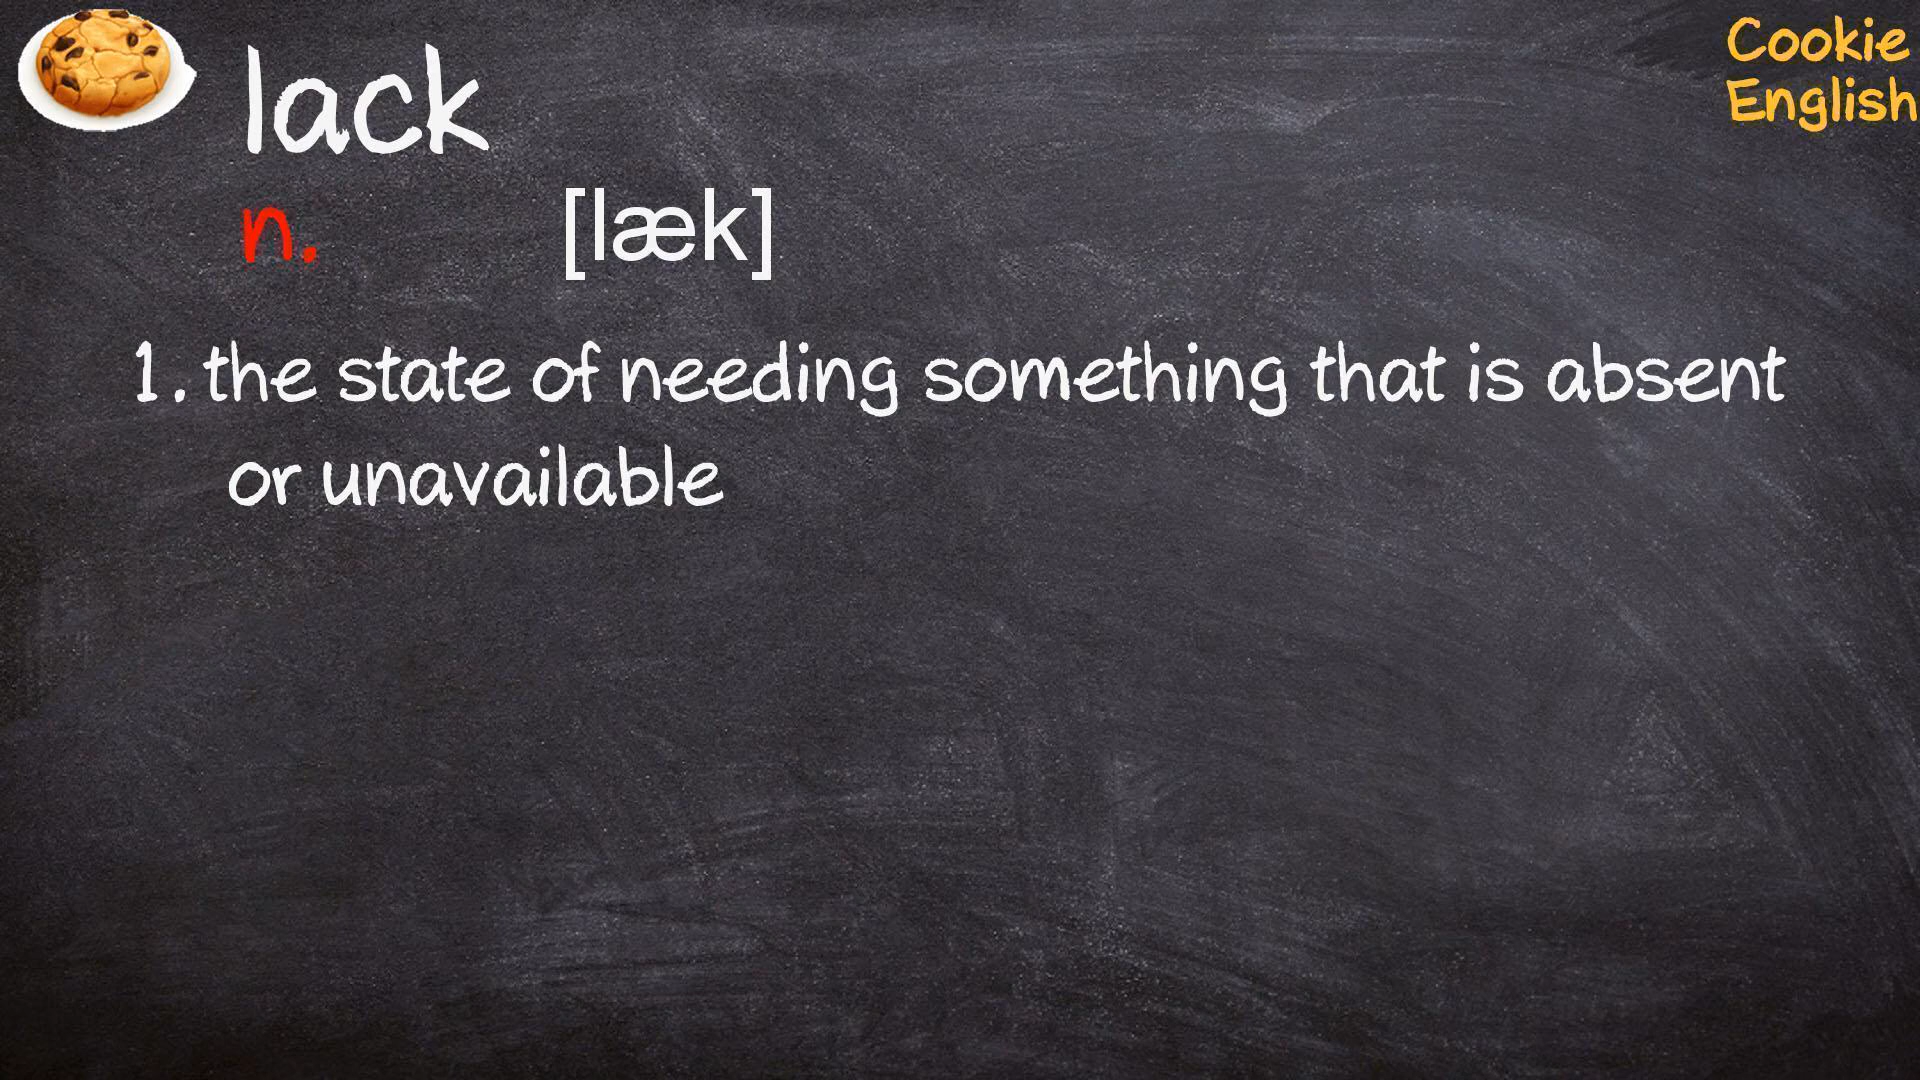 lack
Cookie
English
n. [læk]
1. the state of needing something that is absent
or unavailable